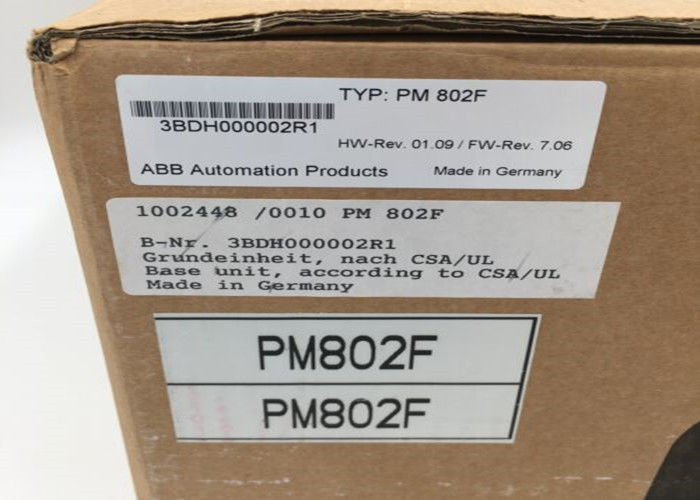 TYP: PM 802F
3BDH000002R1
HW-Rev. 01.09 / FW-Rev. 7.06
ABB Automation Products
Made in Germany
1002448 /0010 PM 802F
B-Nr. 3BDH000002R1
Grundeinheit, nach CSA/UL
Base unit, according to CSA/UL
Made in Germany
PM802F
PM802F